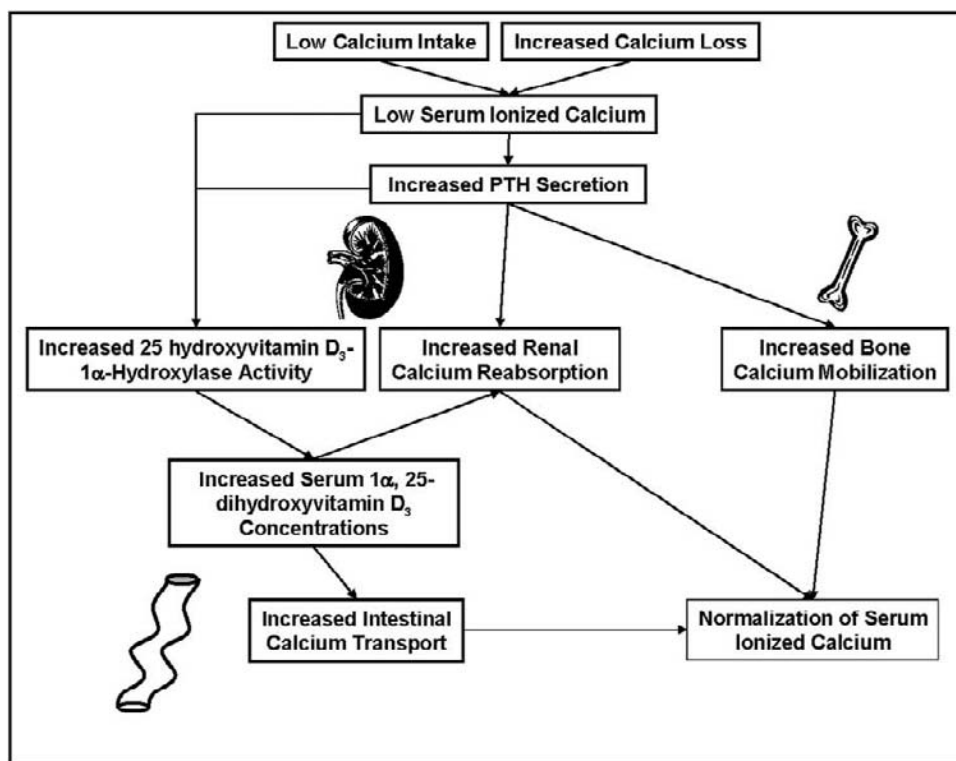 Low Calcium Intake
Increased Calcium Loss
Low Serum Ionized Calcium
Increased PTH Secretion
Increased 25 hydroxyvitamin D₃-
1α-Hydroxylase Activity
Increased Renal
Calcium Reabsorption
Increased Bone
Calcium Mobilization
Increased Serum 1α, 25-
dihydroxyvitamin D₃
Concentrations
Increased Intestinal
Calcium Transport
Normalization of Serum
Ionized Calcium